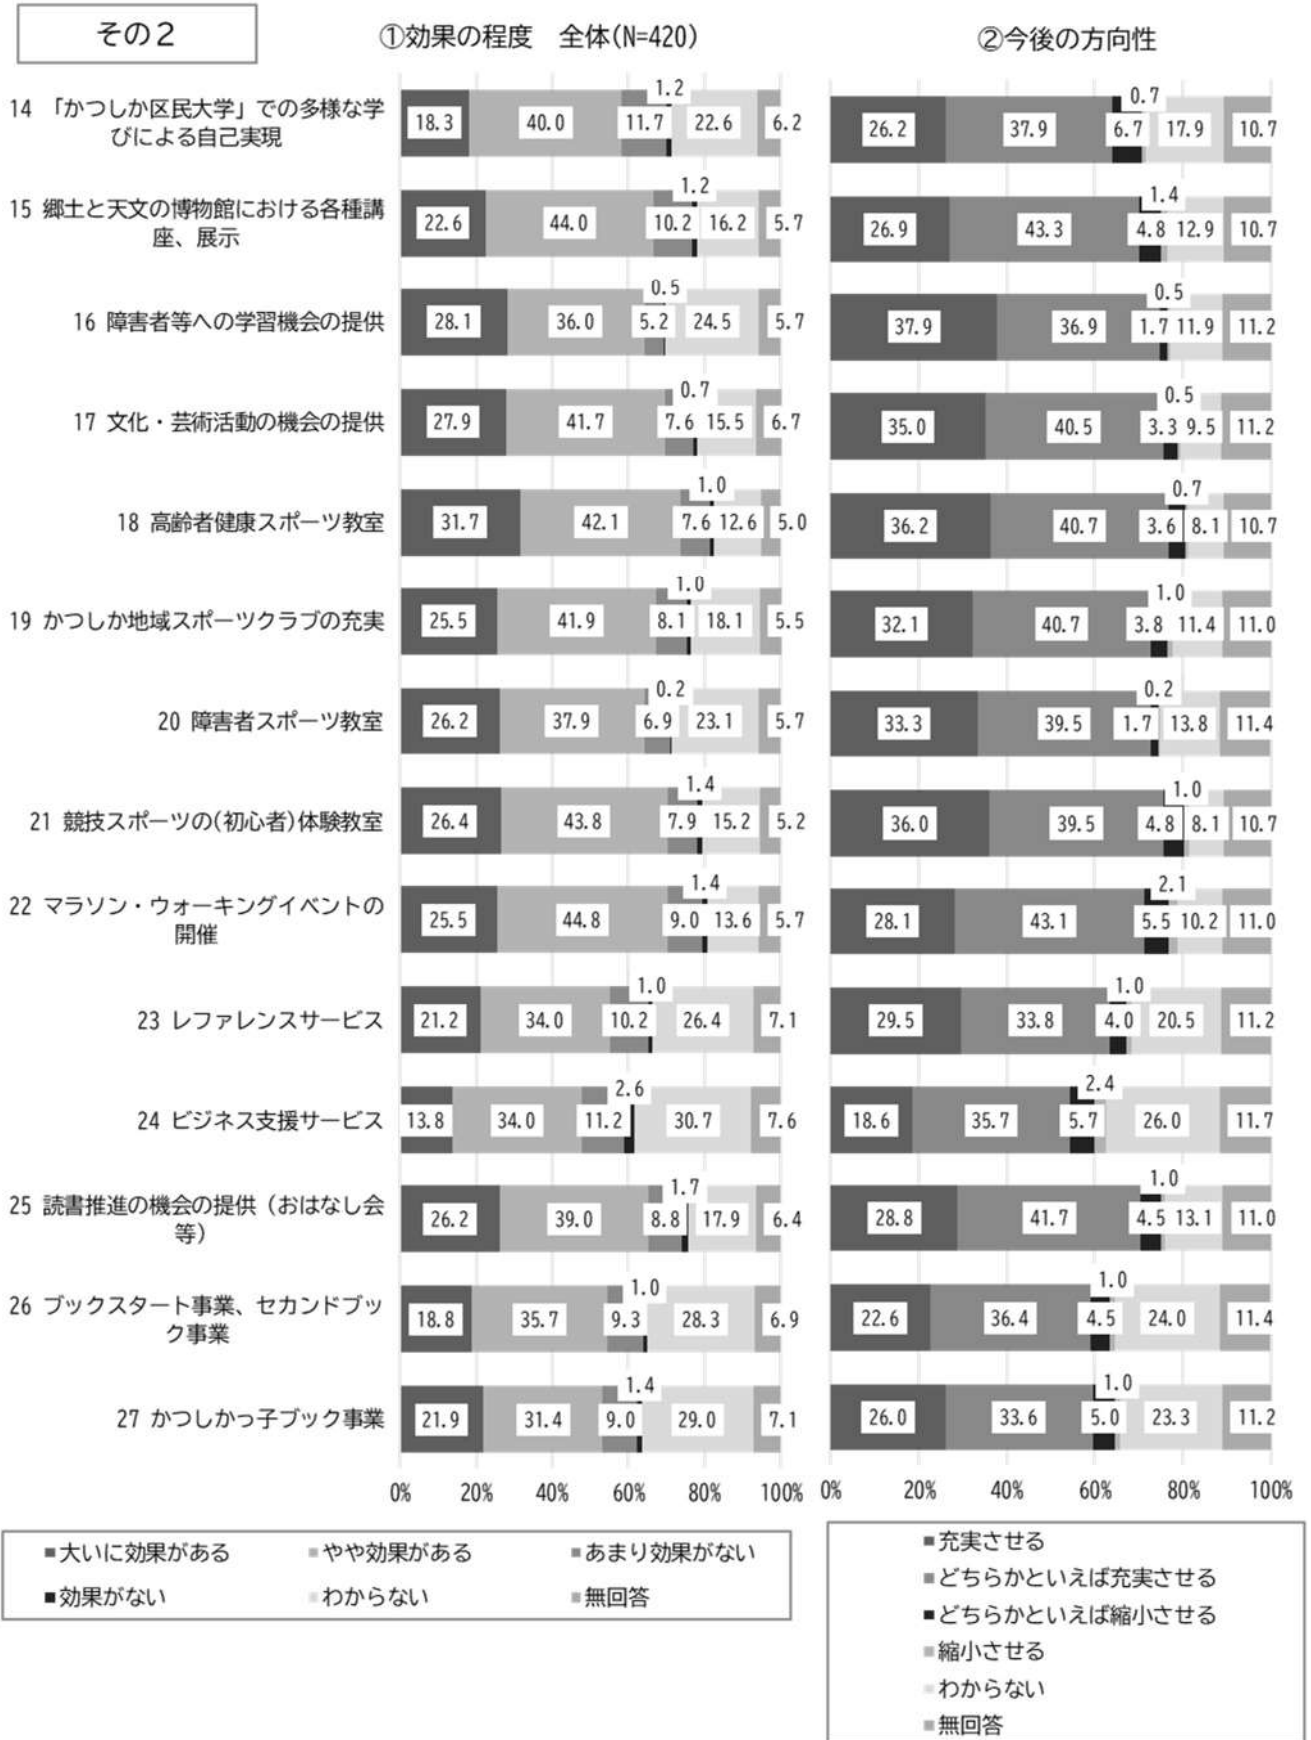 その2
①効果の程度　全体(N=420)
②今後の方向性
14 「かつしか区民大学」での多様な学
びによる自己実現
18.3 40.0 11.7 1.2 22.6 6.2
26.2 37.9 6.7 0.7 17.9 10.7
15 郷土と天文の博物館における各種講
座、展示
22.6 44.0 10.2 1.2 16.2 5.7
26.9 43.3 4.8 1.4 12.9 10.7
16 障害者等への学習機会の提供
28.1 36.0 5.2 0.5 24.5 5.7
37.9 36.9 1.7 0.5 11.9 11.2
17 文化・芸術活動の機会の提供
27.9 41.7 7.6 0.7 15.5 6.7
35.0 40.5 3.3 0.5 9.5 11.2
18 高齢者健康スポーツ教室
31.7 42.1 7.6 1.0 12.6 5.0
36.2 40.7 3.6 0.7 8.1 10.7
19 かつしか地域スポーツクラブの充実
25.5 41.9 8.1 1.0 18.1 5.5
32.1 40.7 3.8 1.0 11.4 11.0
20 障害者スポーツ教室
26.2 37.9 6.9 0.2 23.1 5.7
33.3 39.5 1.7 0.2 13.8 11.4
21 競技スポーツの(初心者)体験教室
26.4 43.8 7.9 1.4 15.2 5.2
36.0 39.5 4.8 1.0 8.1 10.7
22 マラソン・ウォーキングイベントの
開催
25.5 44.8 9.0 1.4 13.6 5.7
28.1 43.1 5.5 2.1 10.2 11.0
23 レファレンスサービス
21.2 34.0 10.2 1.0 26.4 7.1
29.5 33.8 4.0 1.0 20.5 11.2
24 ビジネス支援サービス
13.8 34.0 11.2 2.6 30.7 7.6
18.6 35.7 5.7 2.4 26.0 11.7
25 読書推進の機会の提供（おはなし会
等）
26.2 39.0 8.8 1.7 17.9 6.4
28.8 41.7 4.5 1.0 13.1 11.0
26 ブックスタート事業、セカンドブッ
ク事業
18.8 35.7 9.3 1.0 28.3 6.9
22.6 36.4 4.5 1.0 24.0 11.4
27 かつしかっ子ブック事業
21.9 31.4 9.0 1.4 29.0 7.1
26.0 33.6 5.0 1.0 23.3 11.2
0% 20% 40% 60% 80% 100%
0% 20% 40% 60% 80% 100%
大いに効果がある やや効果がある あまり効果がない
効果がない わからない 無回答
充実させる
どちらかといえば充実させる
どちらかといえば縮小させる
縮小させる
わからない
無回答